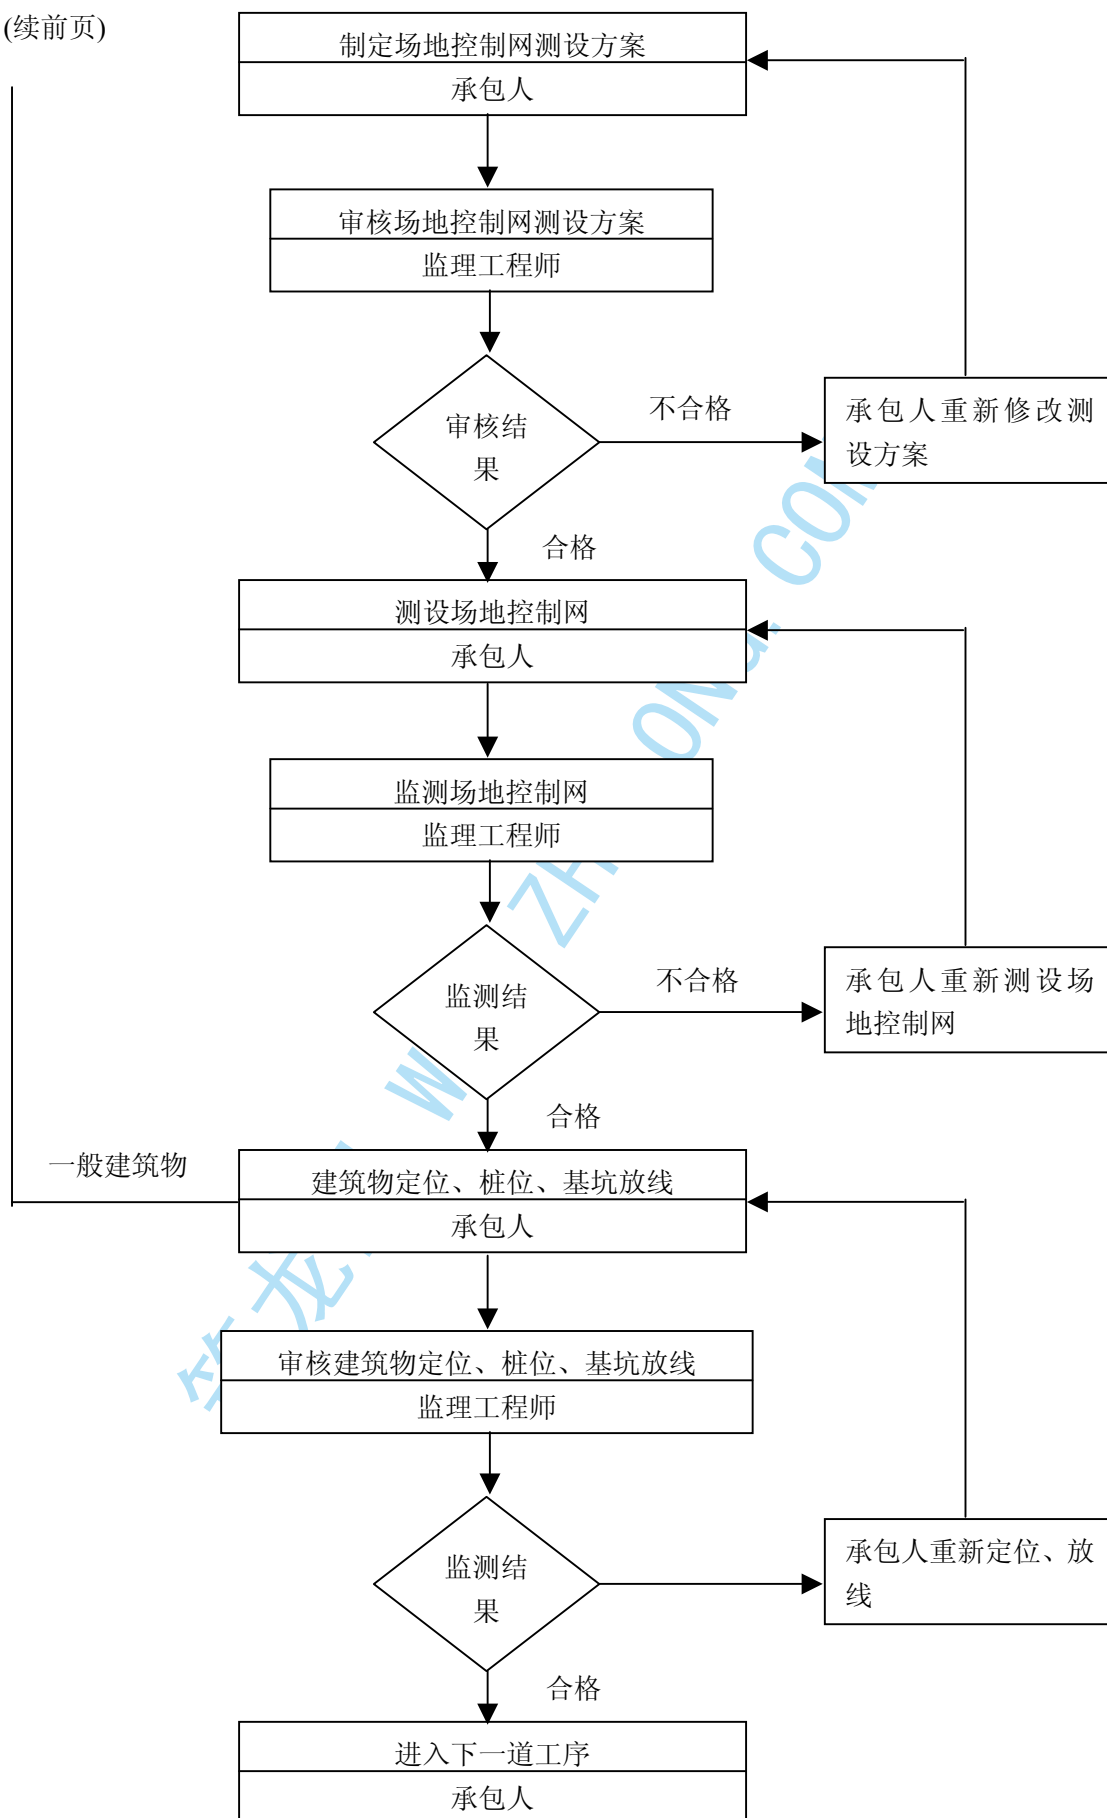 (续前页)
制定场地控制网测设方案
承包人
审核场地控制网测设方案
监理工程师
审核结
果
不合格
承包人重新修改测
设方案
合格
测设场地控制网
承包人
监测场地控制网
监理工程师
监测结
果
不合格
承包人重新测设场
地控制网
合格
一般建筑物
建筑物定位、桩位、基坑放线
承包人
审核建筑物定位、桩位、基坑放线
监理工程师
监测结
果
承包人重新定位、放
线
合格
进入下一道工序
承包人